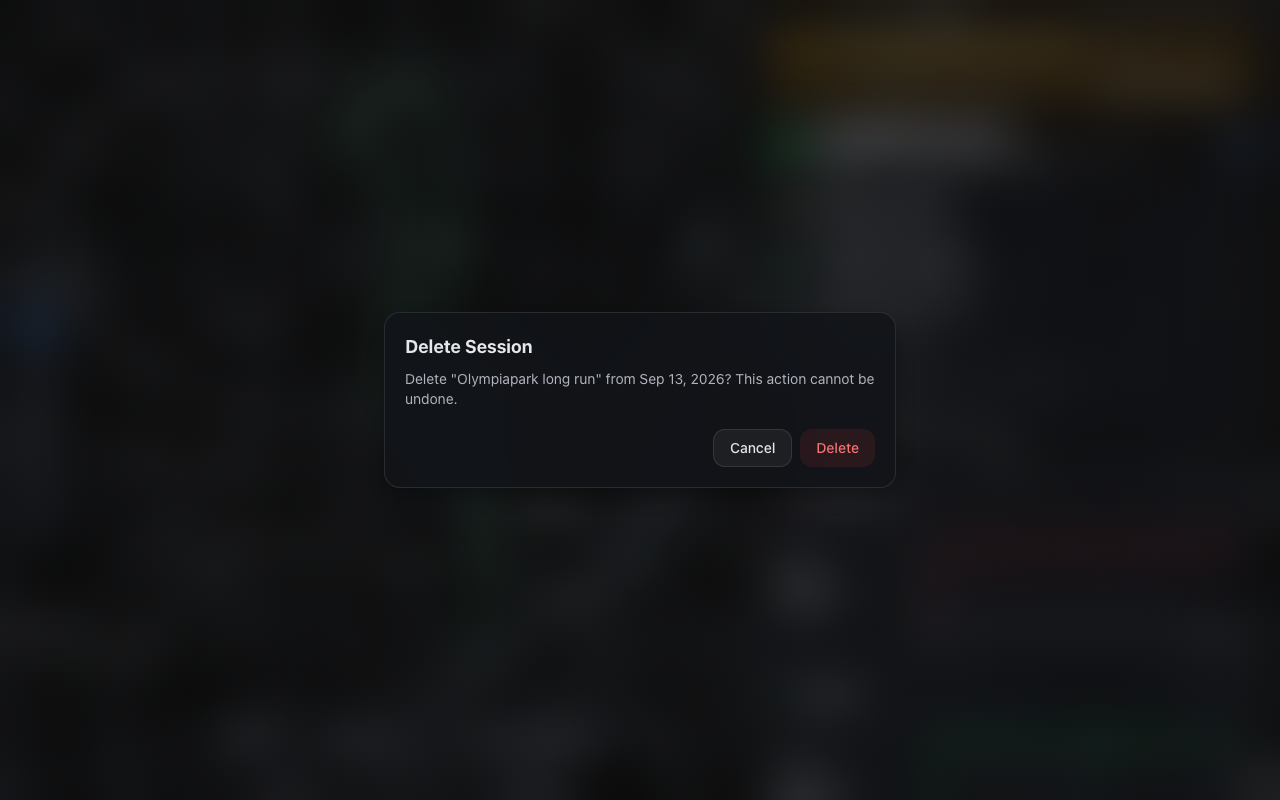 Delete Session
Delete "Olympiapark long run" from Sep 13, 2026? This action cannot be
undone.
Cancel
Delete